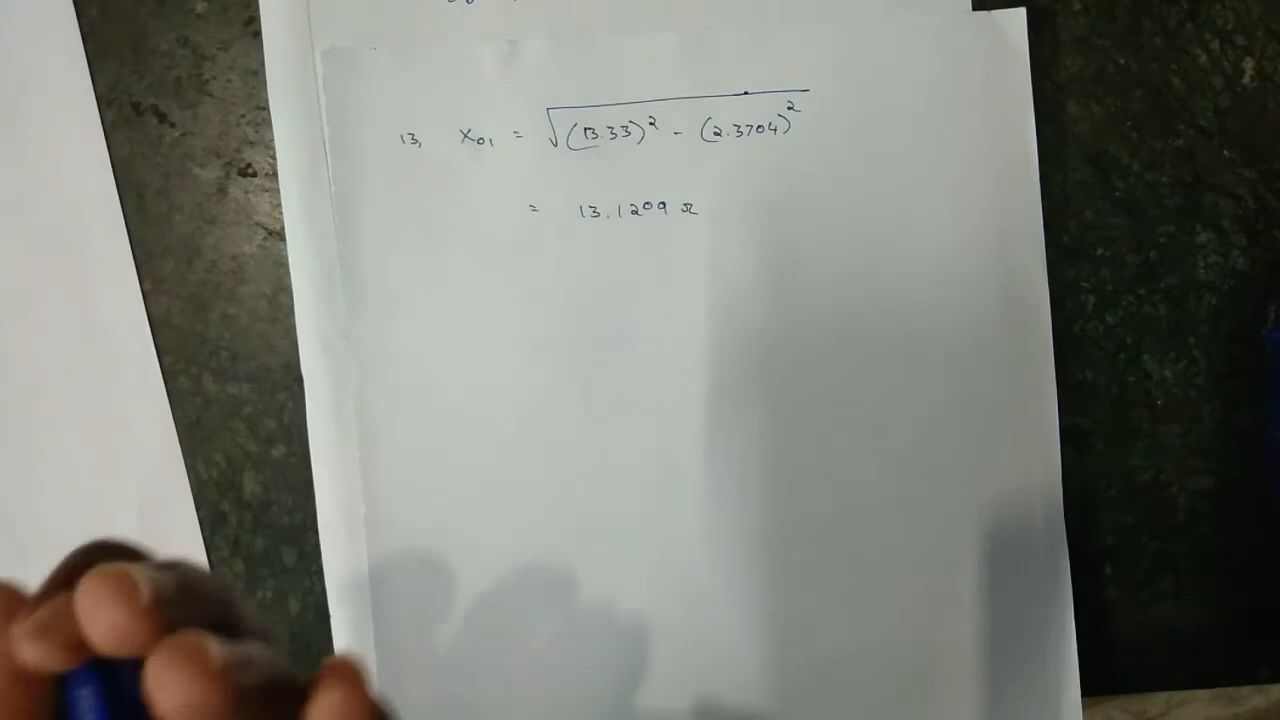 13, X01 = √(13.33)² - (2.3704)²
= 13.1209 Ω